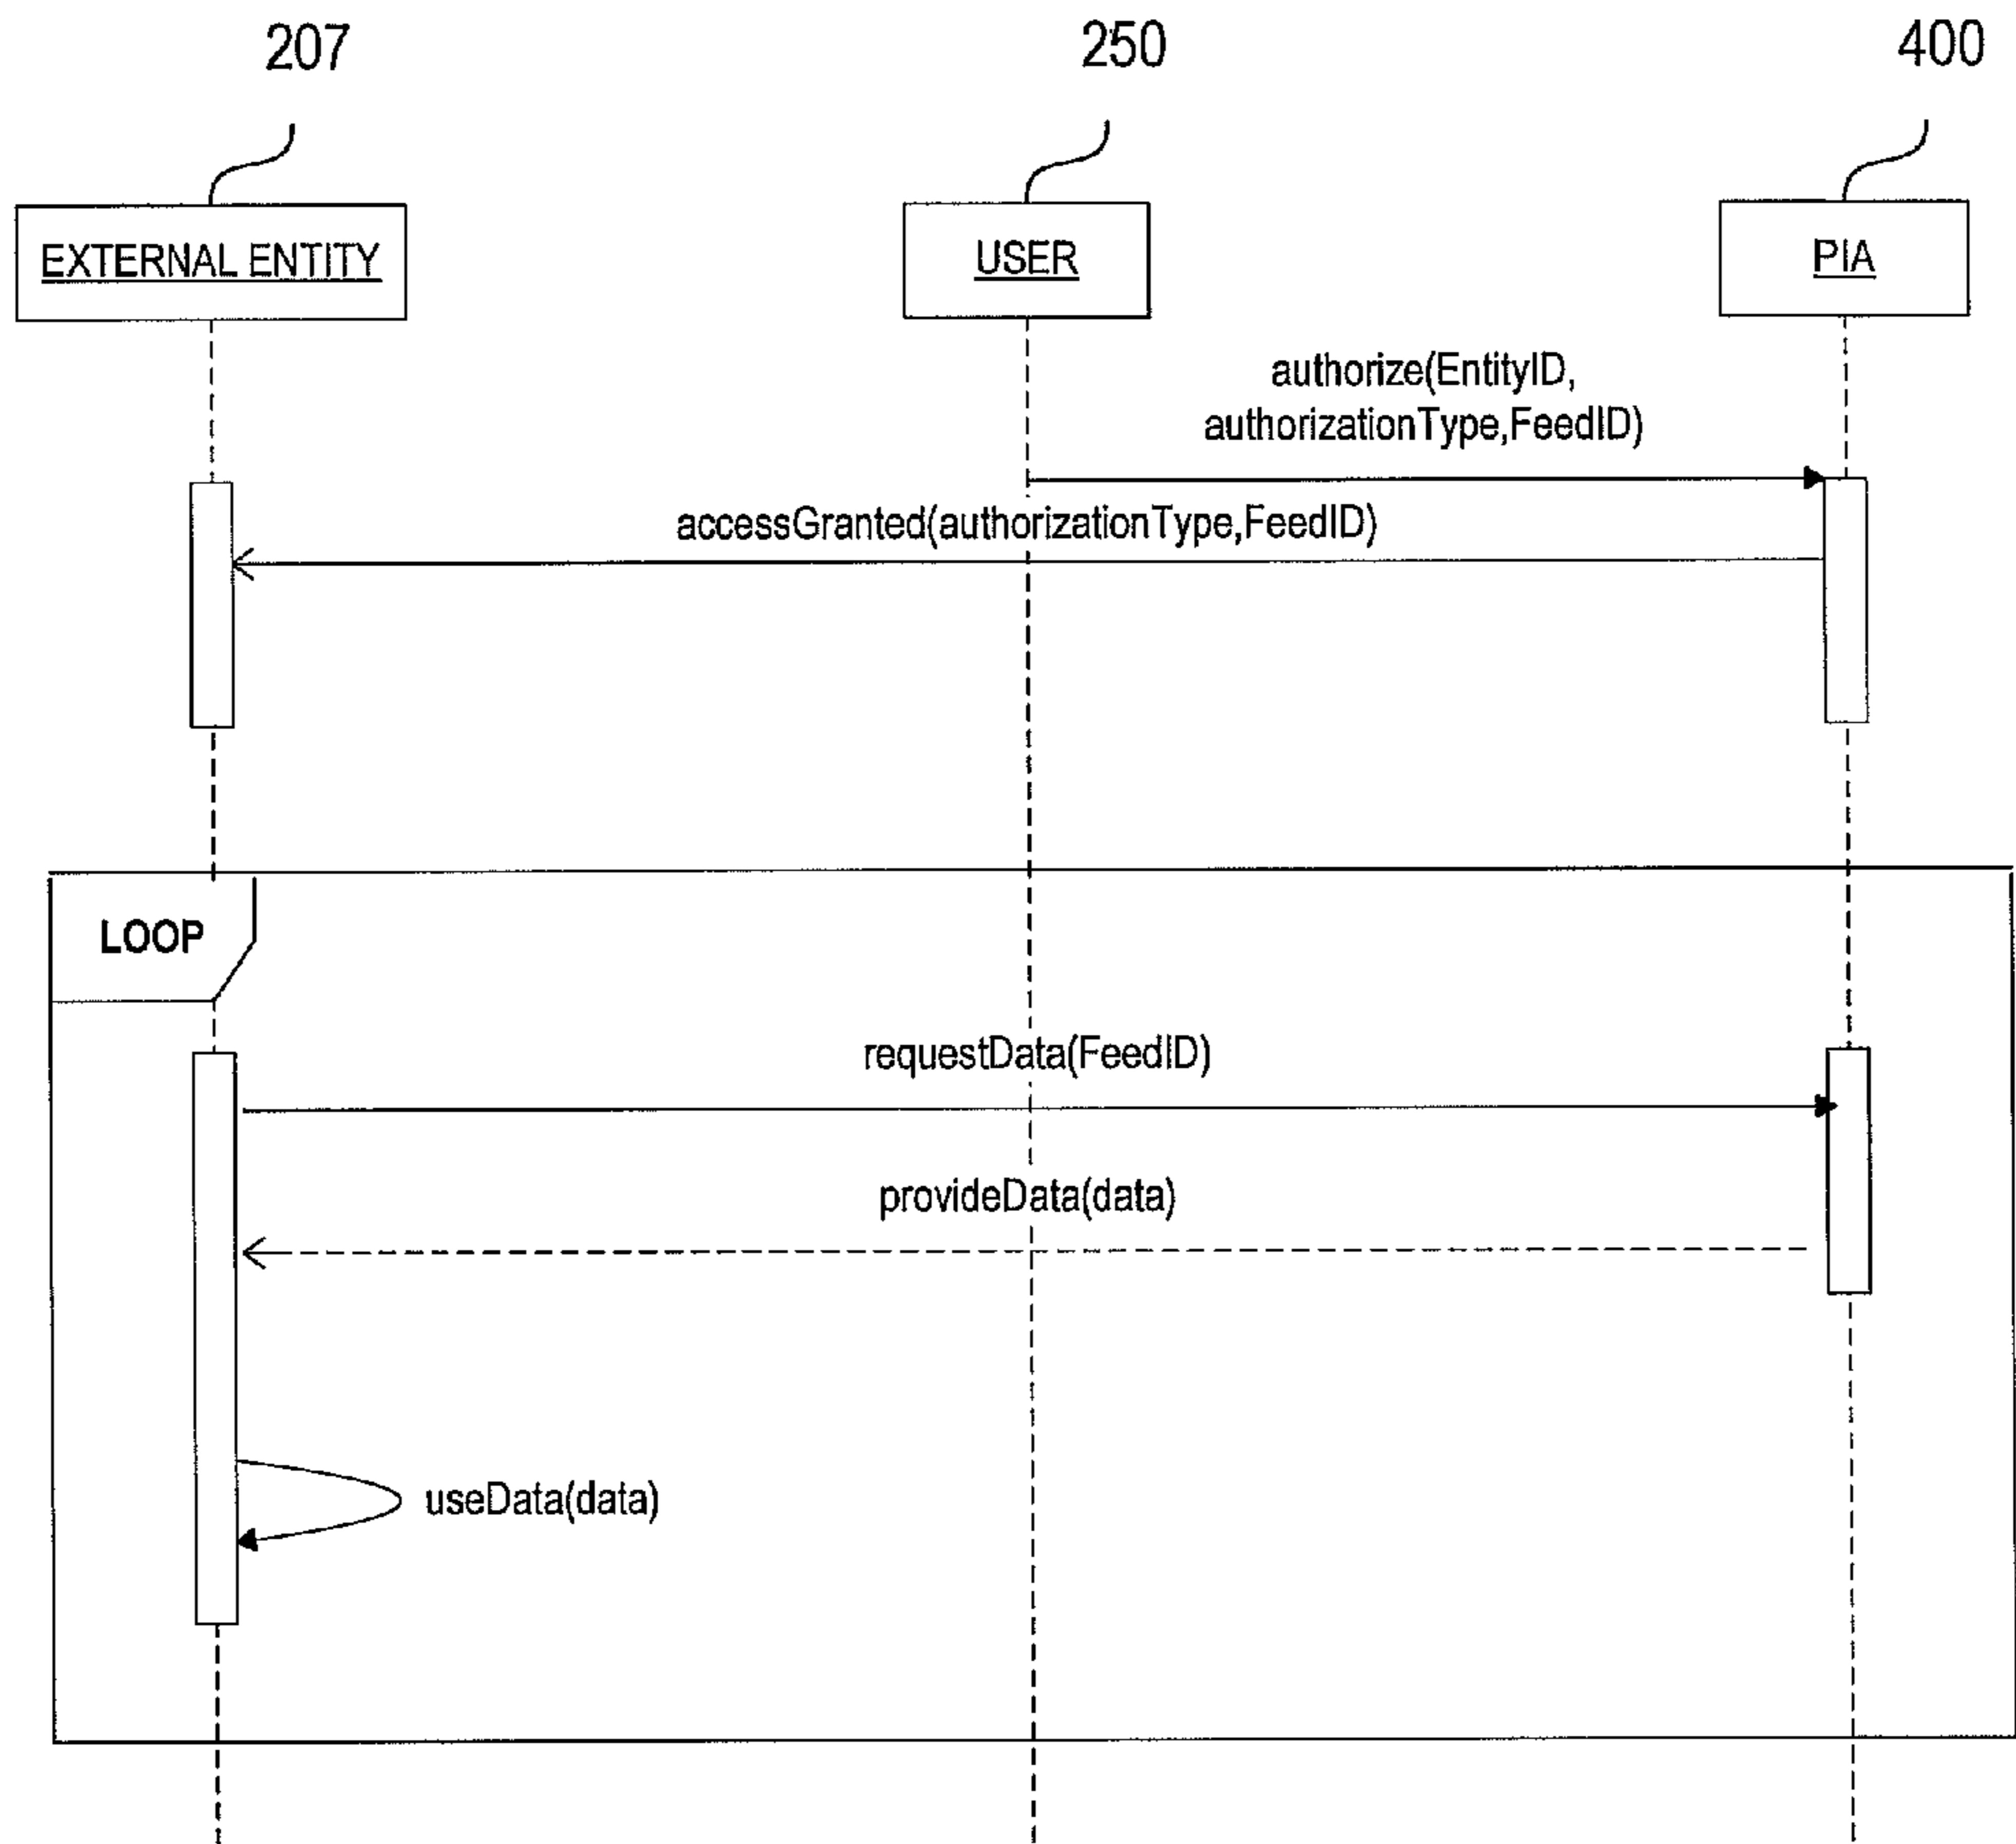 207
250
400
EXTERNAL ENTITY
USER
PIA
authorize(EntityID,
authorizationType,FeedID)
accessGranted(authorizationType,FeedID)
LOOP
requestData(FeedID)
provideData(data)
useData(data)